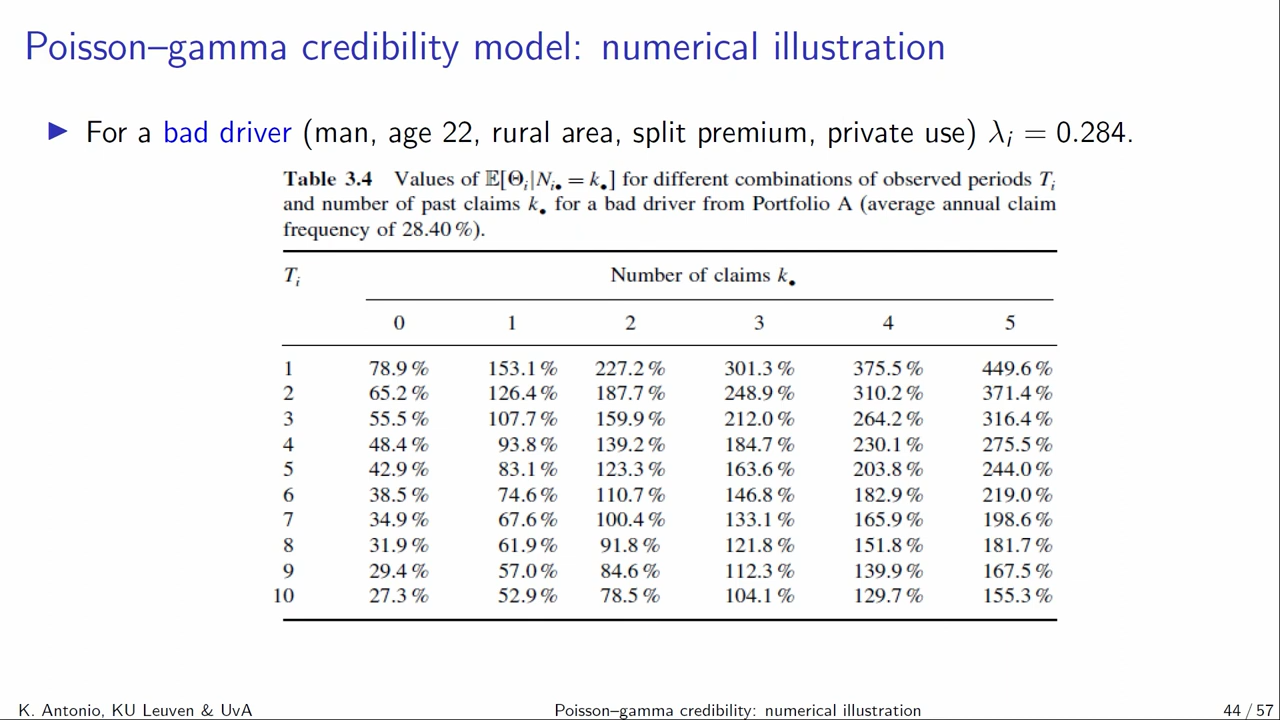 Poisson–gamma credibility model: numerical illustration
▶ For a bad driver (man, age 22, rural area, split premium, private use) λᵢ = 0.284.
Table 3.4 Values of 𝔼[Θᵢ|Nᵢ• = k•] for different combinations of observed periods Tᵢ
and number of past claims k• for a bad driver from Portfolio A (average annual claim
frequency of 28.40 %).
Tᵢ Number of claims k•
0 1 2 3 4 5
1 78.9 % 153.1 % 227.2 % 301.3 % 375.5 % 449.6 %
2 65.2 % 126.4 % 187.7 % 248.9 % 310.2 % 371.4 %
3 55.5 % 107.7 % 159.9 % 212.0 % 264.2 % 316.4 %
4 48.4 % 93.8 % 139.2 % 184.7 % 230.1 % 275.5 %
5 42.9 % 83.1 % 123.3 % 163.6 % 203.8 % 244.0 %
6 38.5 % 74.6 % 110.7 % 146.8 % 182.9 % 219.0 %
7 34.9 % 67.6 % 100.4 % 133.1 % 165.9 % 198.6 %
8 31.9 % 61.9 % 91.8 % 121.8 % 151.8 % 181.7 %
9 29.4 % 57.0 % 84.6 % 112.3 % 139.9 % 167.5 %
10 27.3 % 52.9 % 78.5 % 104.1 % 129.7 % 155.3 %
K. Antonio, KU Leuven & UvA Poisson–gamma credibility: numerical illustration 44 / 57